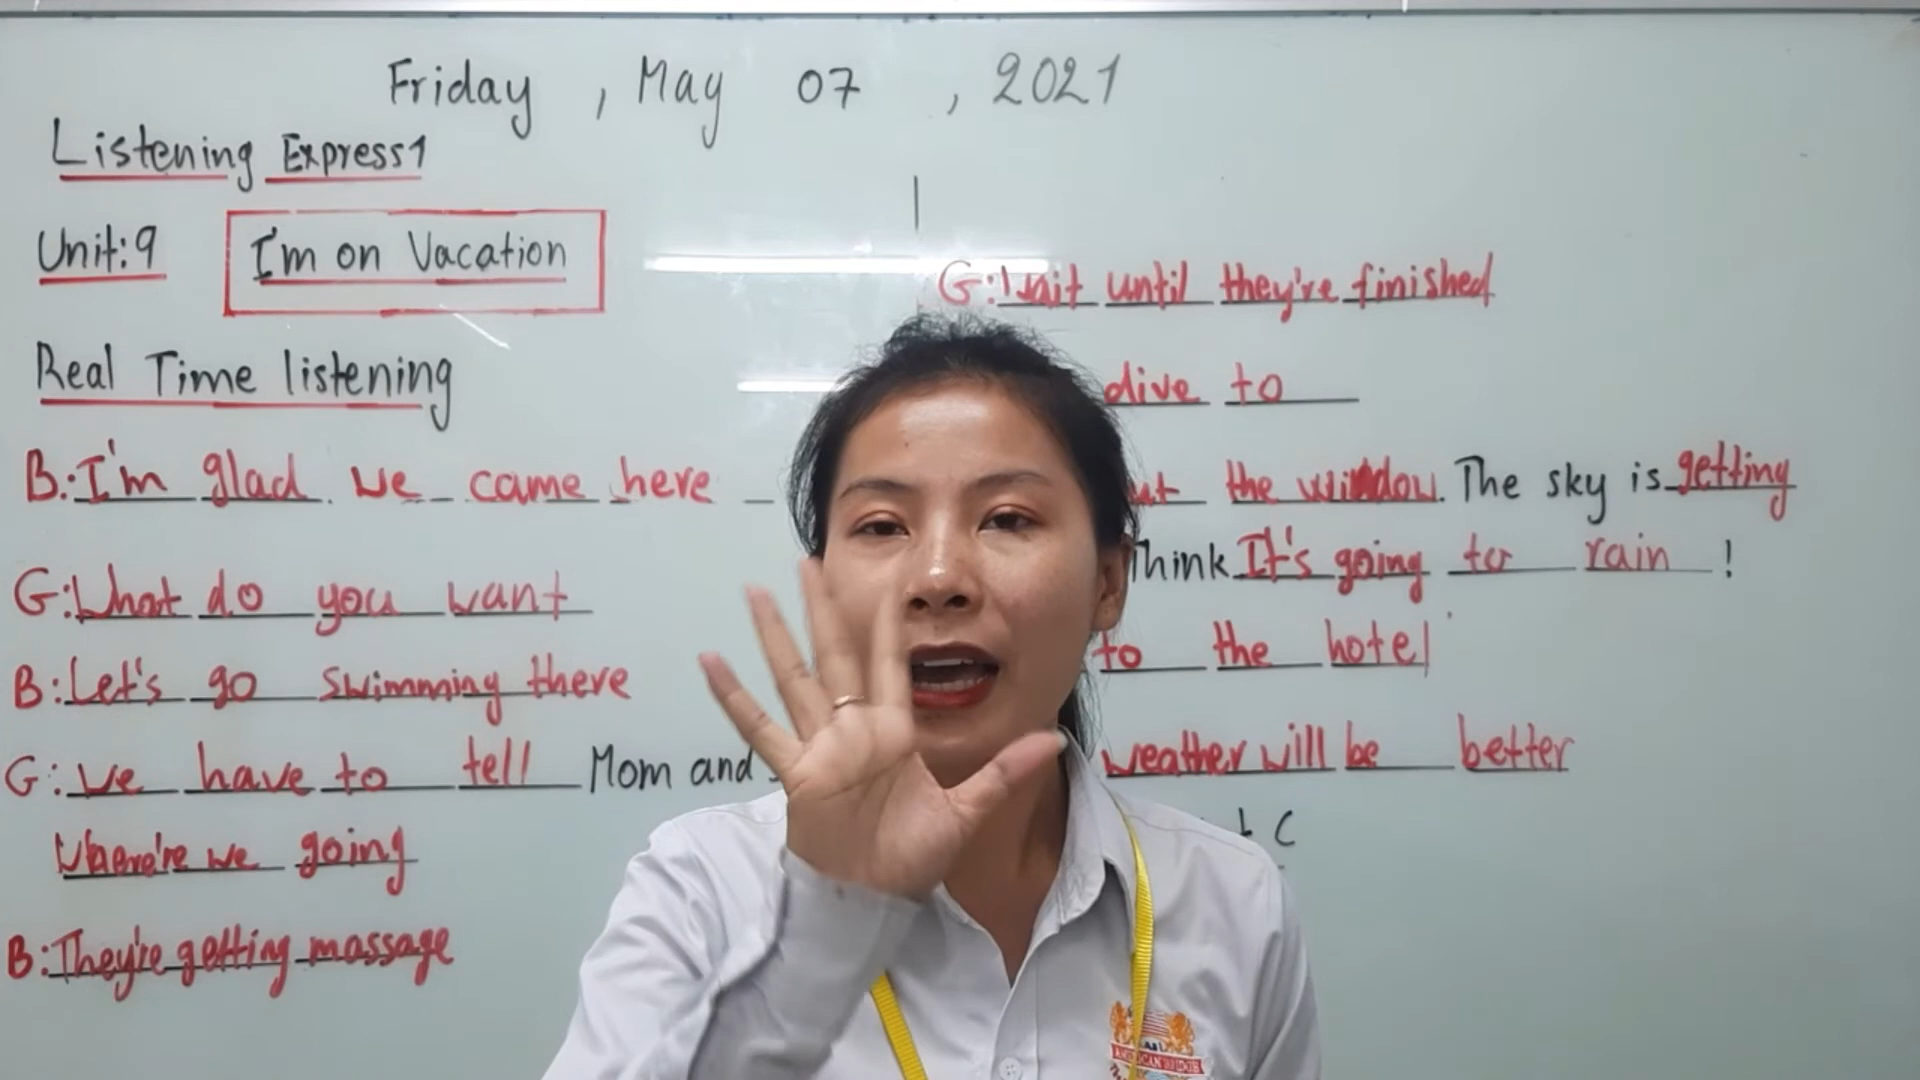 Friday , May 07 , 2021
Listening Express1
Unit:9 I'm on Vacation
Real Time listening
B: I'm glad we came here
G: What do you want
B: Let's go swimming there
G: We have to tell Mom and
Where're we going
B: They're getting massage
G: Wait until they're finished
dive to
the window. The sky is getting
Think It's going to rain !
to the hotel
weather will be better